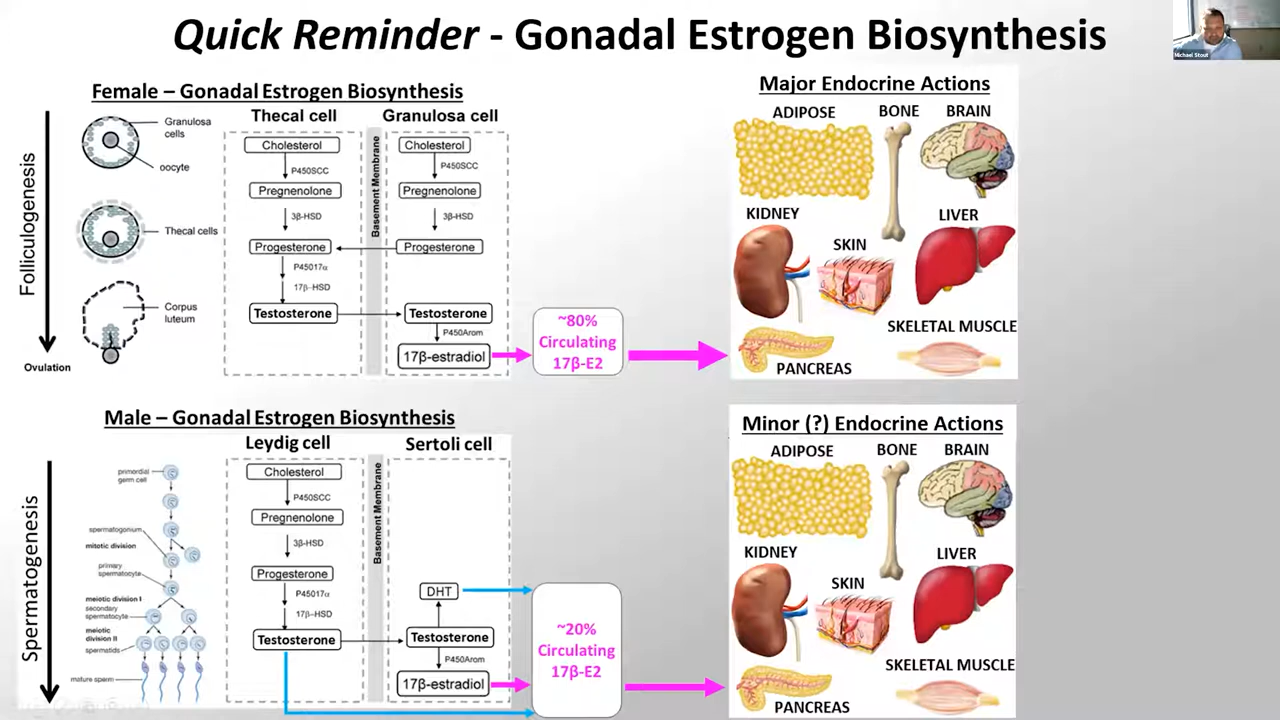 Quick Reminder - Gonadal Estrogen Biosynthesis
Michael Stout
Female – Gonadal Estrogen Biosynthesis
Folliculogenesis
Granulosa
cells
oocyte
Thecal cells
Corpus
luteum
Ovulation
Thecal cell
Cholesterol
P450SCC
Pregnenolone
3β-HSD
Progesterone
P45017α
17β-HSD
Testosterone
Basement Membrane
Granulosa cell
Cholesterol
P450SCC
Pregnenolone
3β-HSD
Progesterone
Testosterone
P450Arom
17β-estradiol
~80%
Circulating
17β-E2
Major Endocrine Actions
ADIPOSE
BONE
BRAIN
KIDNEY
SKIN
LIVER
SKELETAL MUSCLE
PANCREAS
Male – Gonadal Estrogen Biosynthesis
Spermatogenesis
primordial
germ cell
spermatogonium
mitotic division
primary
spermatocyte
meiotic division I
secondary
spermatocyte
meiotic
division II
spermatids
mature sperm
Leydig cell
Cholesterol
P450SCC
Pregnenolone
3β-HSD
Progesterone
P45017α
17β-HSD
Testosterone
Basement Membrane
Sertoli cell
DHT
Testosterone
P450Arom
17β-estradiol
~20%
Circulating
17β-E2
Minor (?) Endocrine Actions
ADIPOSE
BONE
BRAIN
KIDNEY
SKIN
LIVER
SKELETAL MUSCLE
PANCREAS